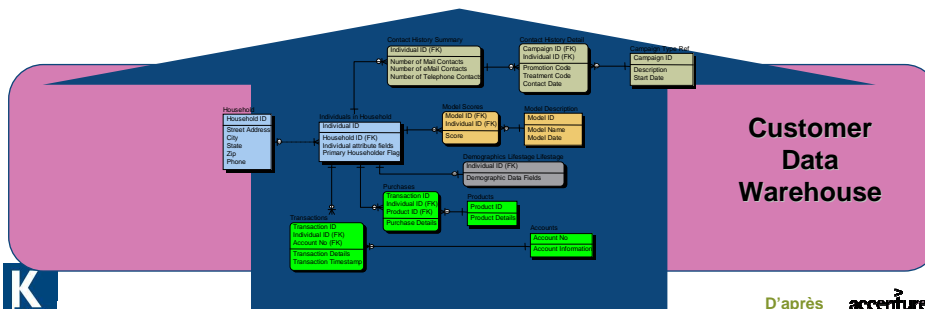 Contact History Summary
Individual ID (FK)
Number of Mail Contacts
Number of eMail Contacts
Number of Telephone Contacts
Contact History Detail
Campaign ID (FK)
Individual ID (FK)
Promotion Code
Treatment Code
Contact Date
Campaign Type Ref
Campaign ID
Description
Start Date
Household
Household ID
Street Address
City
State
Zip
Phone
Individuals in Household
Individual ID
Household ID (FK)
Individual attribute fields
Primary Householder Flag
Model Scores
Model ID (FK)
Individual ID (FK)
Score
Model Description
Model ID
Model Name
Model Date
Demographics Lifestage Lifestage
Individual ID (FK)
Demographic Data Fields
Purchases
Transaction ID
Individual ID (FK)
Product ID (FK)
Purchase Details
Products
Product ID
Product Details
Transactions
Transaction ID
Individual ID (FK)
Account No (FK)
Transaction Details
Transaction Timestamp
Accounts
Account No
Account Information
Customer
Data
Warehouse
K
D'après accenture